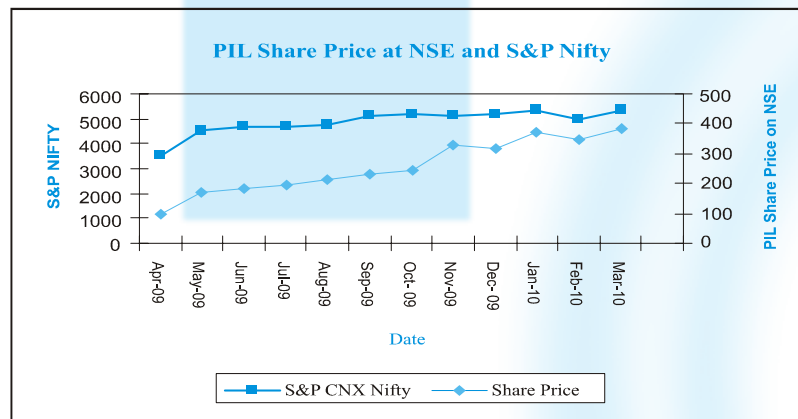 PIL Share Price at NSE and S&P Nifty
S&P NIFTY
6000
5000
4000
3000
2000
1000
0
500
400
300
200
100
0
PIL Share Price on NSE
Apr-09
May-09
Jun-09
Jul-09
Aug-09
Sep-09
Oct- 09
Nov-09
Dec- 09
Jan-10
Feb-10
Mar-10
Date
S&P CNX Nifty
Share Price